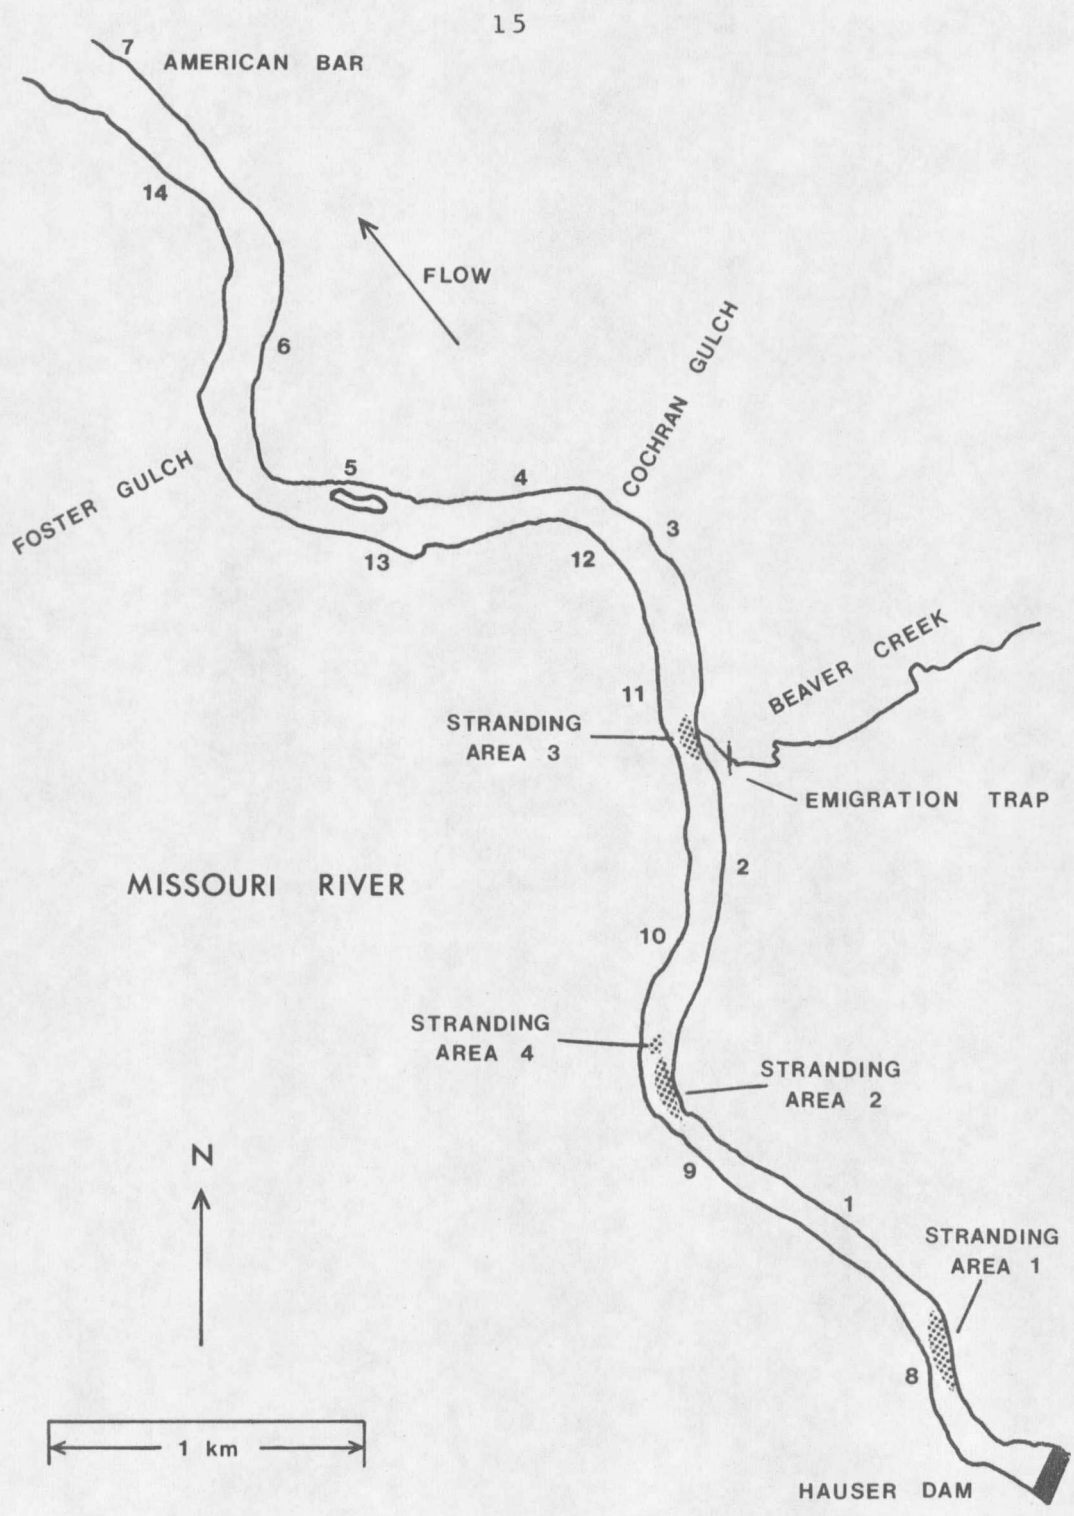 15
7
AMERICAN BAR
14
FLOW
COCHRAN GULCH
6
FOSTER GULCH
5
4
3
13
12
BEAVER CREEK
11
STRANDING
AREA 3
EMIGRATION TRAP
MISSOURI RIVER
2
10
STRANDING
AREA 4
STRANDING
AREA 2
N
9
1
STRANDING
AREA 1
8
1 km
HAUSER DAM